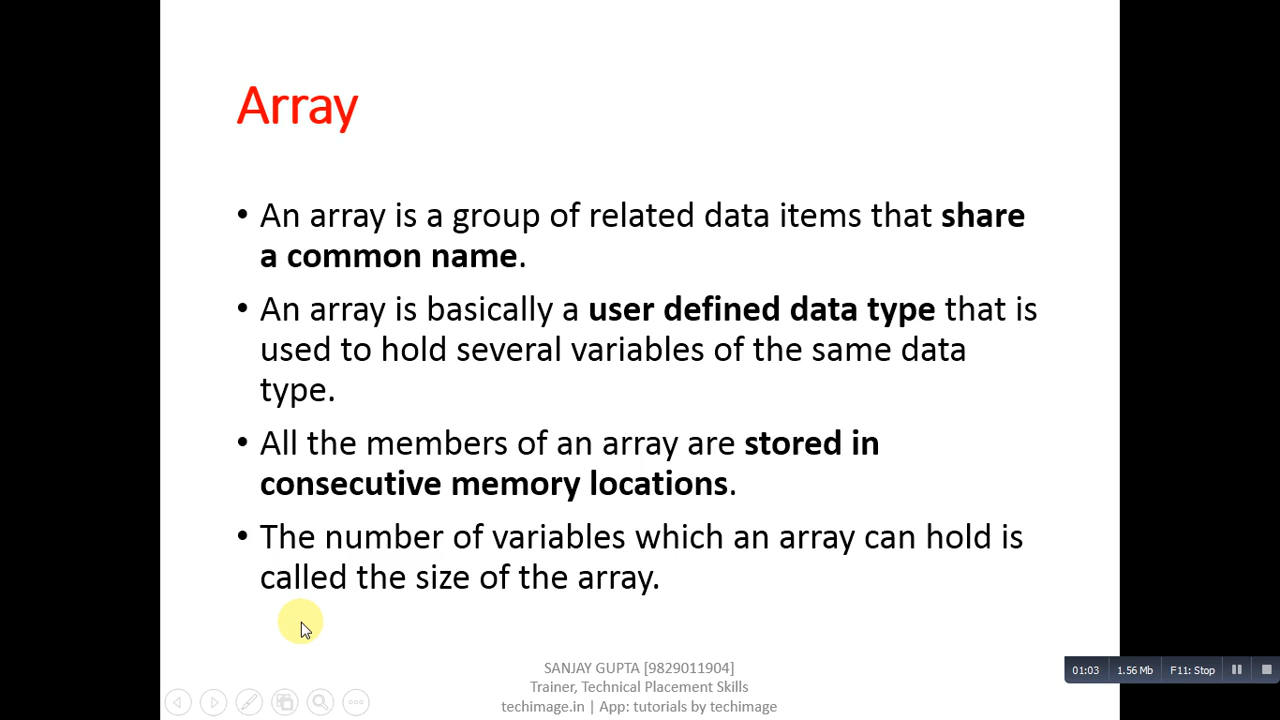 Array
• An array is a group of related data items that share
a common name.
• An array is basically a user defined data type that is
used to hold several variables of the same data
type.
• All the members of an array are stored in
consecutive memory locations.
• The number of variables which an array can hold is
called the size of the array.
SANJAY GUPTA [9829011904]
Trainer, Technical Placement Skills
techimage.in | App: tutorials by techimage
01:03 1.56 Mb F11: Stop